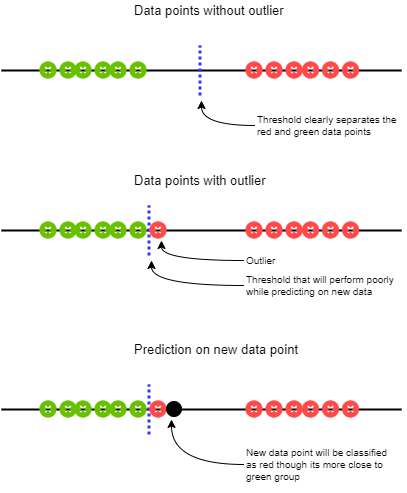 Data points without outlier
Threshold clearly separates the
red and green data points
Data points with outlier
Outlier
Threshold that will perform poorly
while predicting on new data
Prediction on new data point
New data point will be classified
as red though its more close to
green group